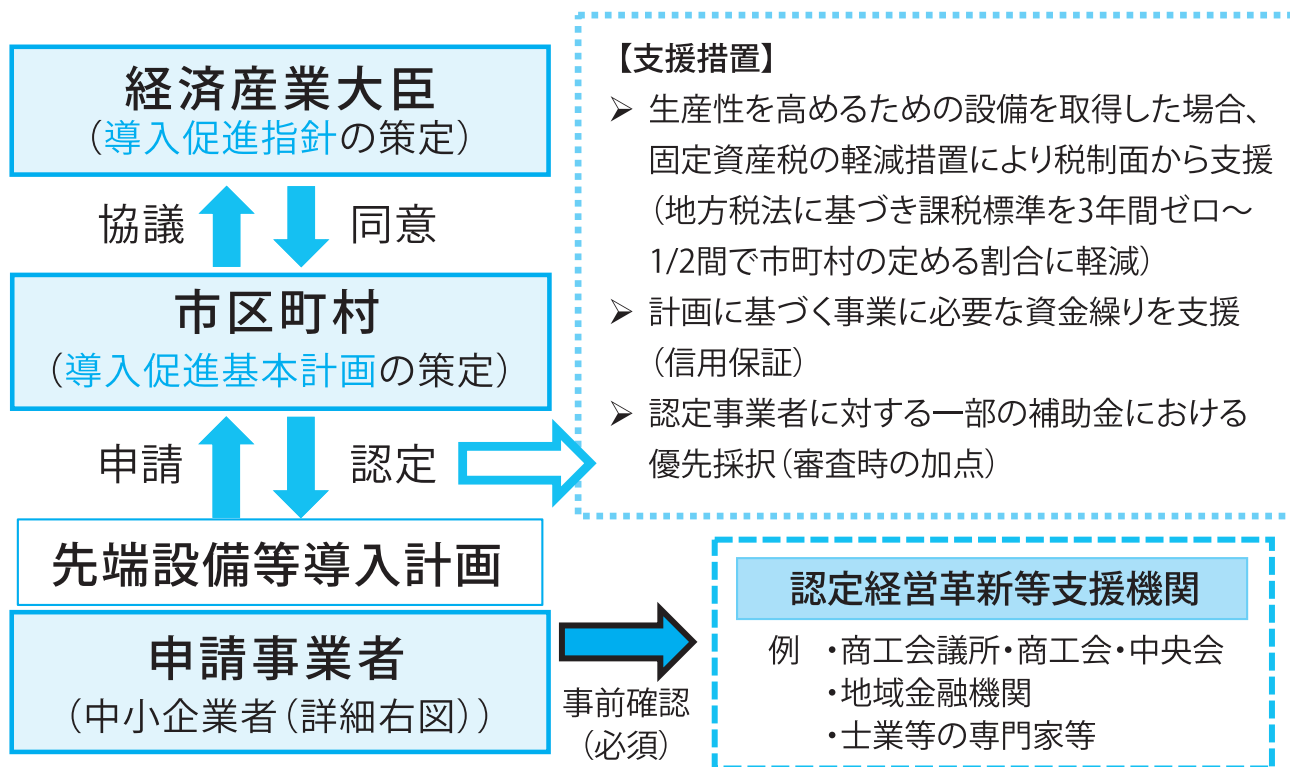 経済産業大臣
（導入促進指針の策定）
協議
同意
市区町村
（導入促進基本計画の策定）
申請
認定
先端設備等導入計画
申請事業者
（中小企業者（詳細右図））
【支援措置】
➢ 生産性を高めるための設備を取得した場合、
固定資産税の軽減措置により税制面から支援
（地方税法に基づき課税標準を3年間ゼロ～
1/2間で市町村の定める割合に軽減）
➢ 計画に基づく事業に必要な資金繰りを支援
（信用保証）
➢ 認定事業者に対する一部の補助金における
優先採択（審査時の加点）
事前確認
（必須）
認定経営革新等支援機関
例 ・商工会議所・商工会・中央会
・地域金融機関
・士業等の専門家等